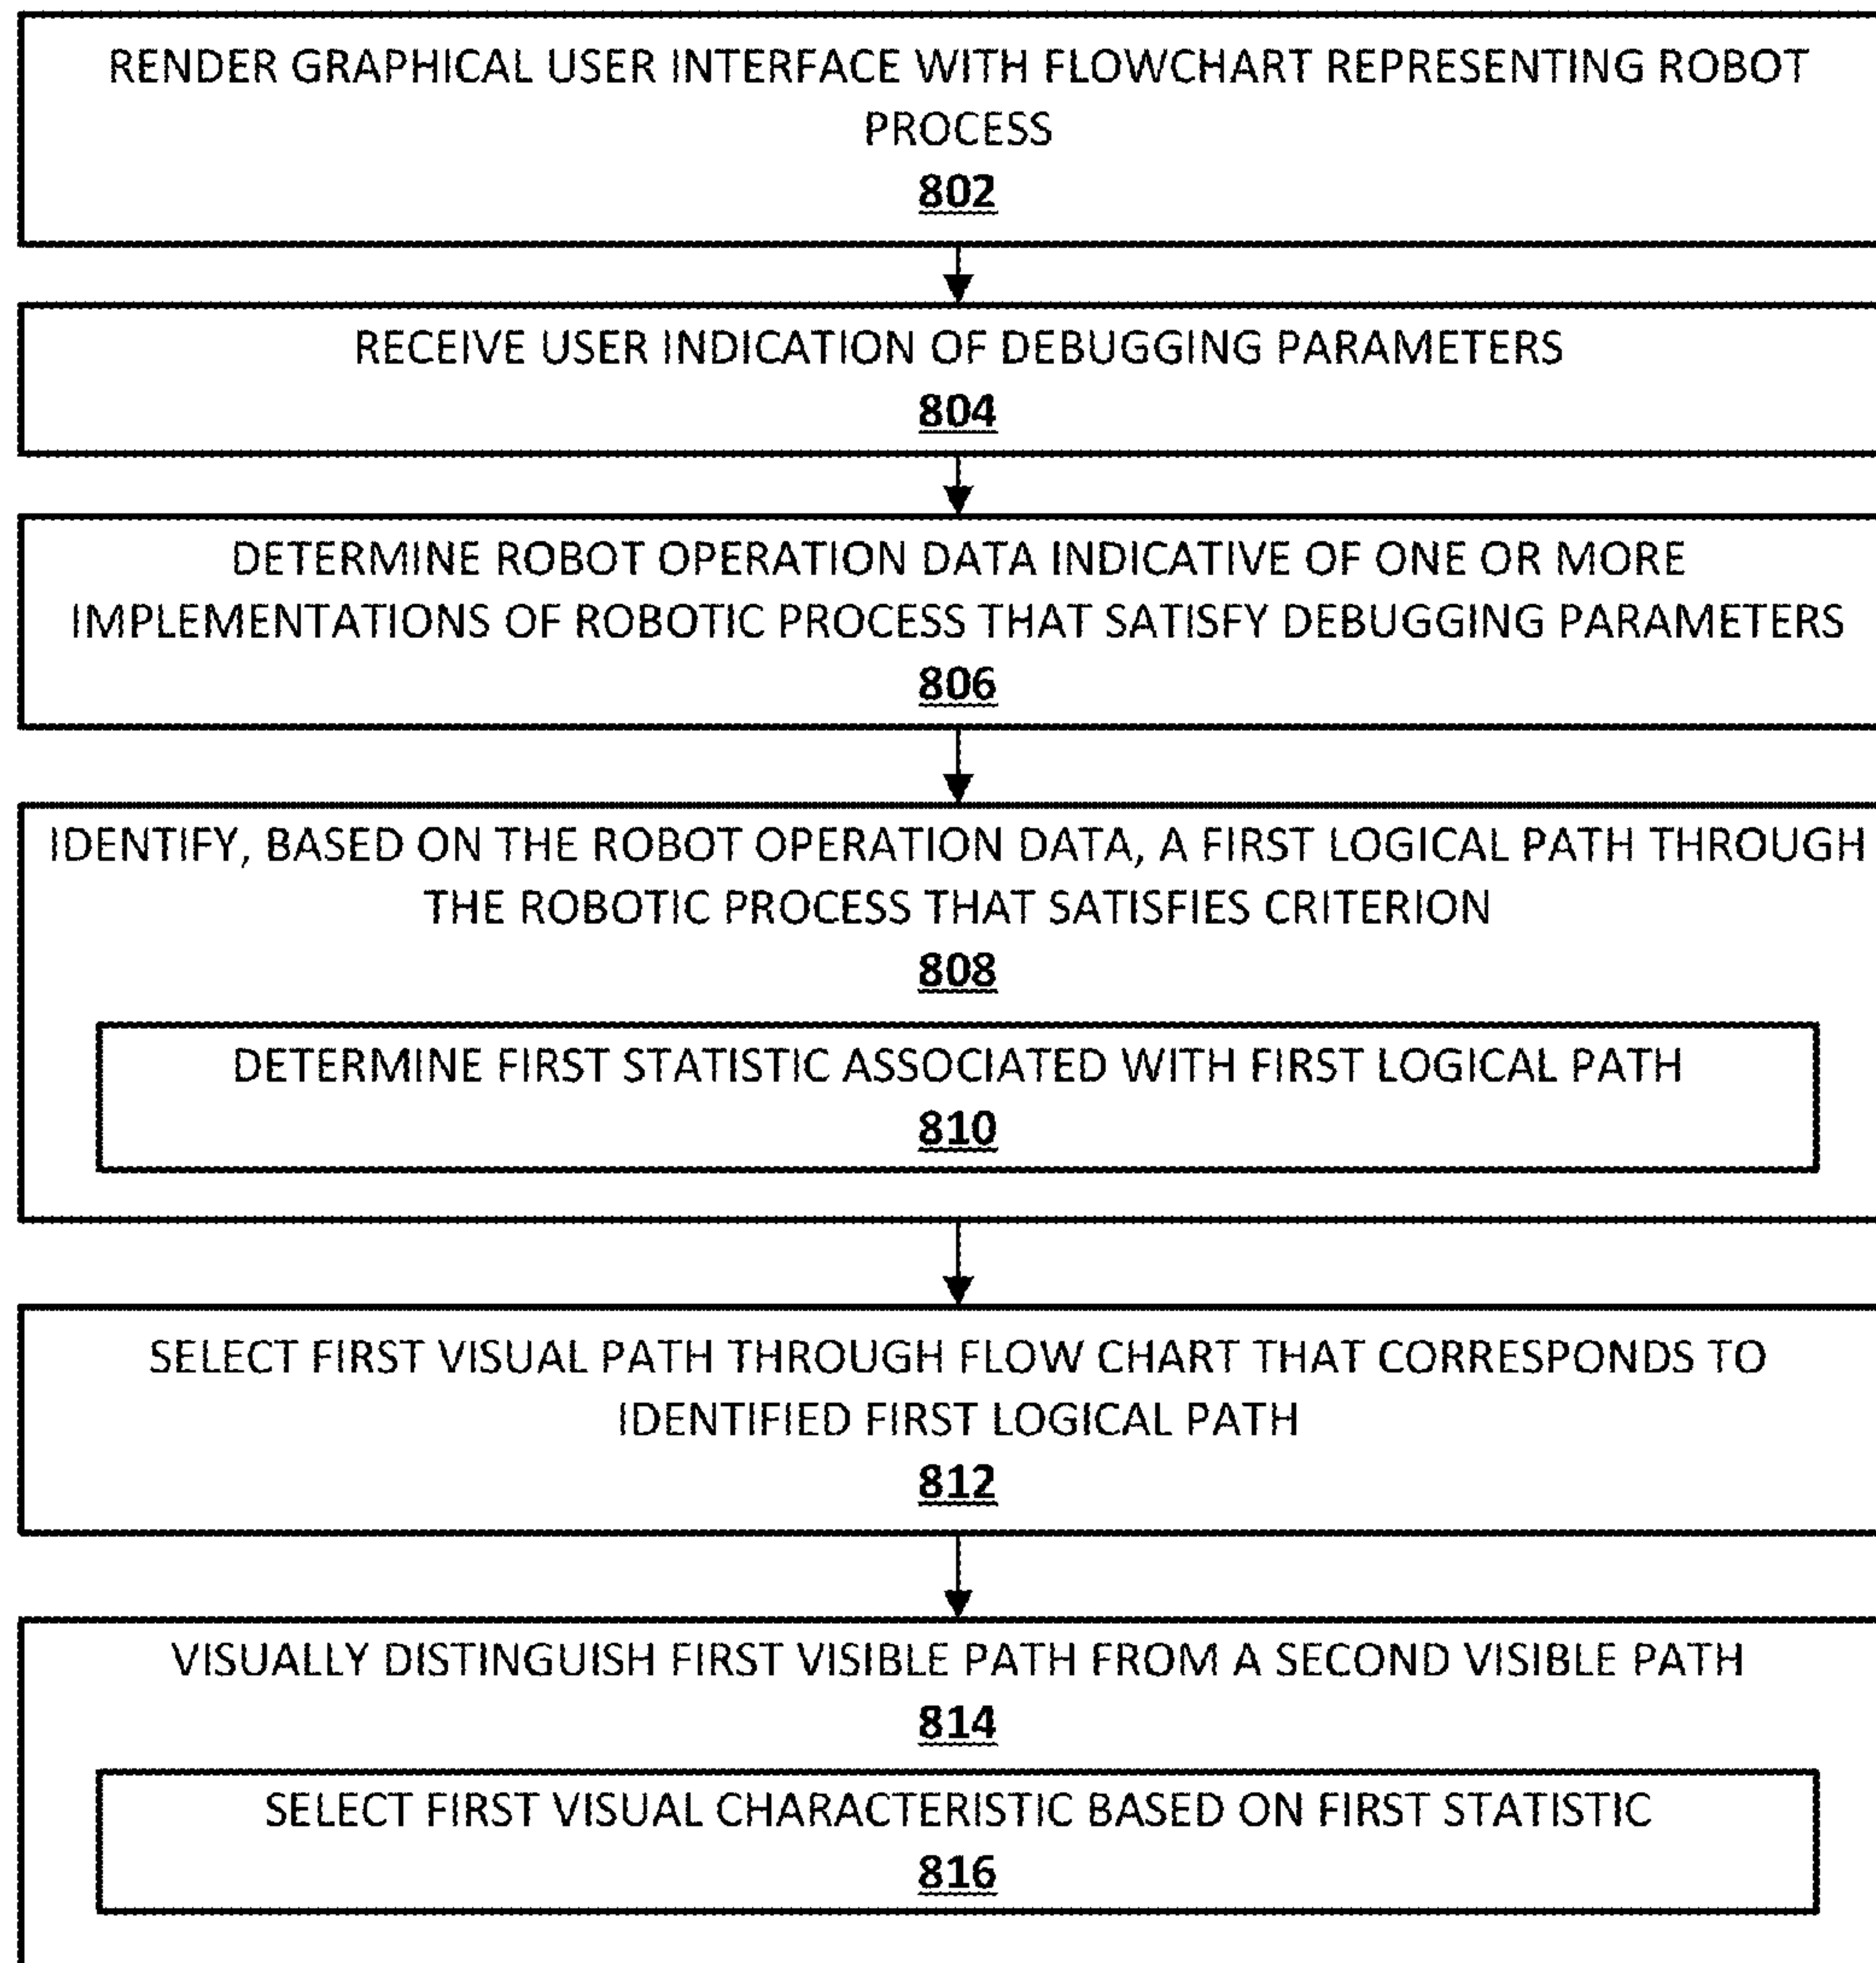 RENDER GRAPHICAL USER INTERFACE WITH FLOWCHART REPRESENTING ROBOT
PROCESS
802
RECEIVE USER INDICATION OF DEBUGGING PARAMETERS
804
DETERMINE ROBOT OPERATION DATA INDICATIVE OF ONE OR MORE
IMPLEMENTATIONS OF ROBOTIC PROCESS THAT SATISFY DEBUGGING PARAMETERS
806
IDENTIFY, BASED ON THE ROBOT OPERATION DATA, A FIRST LOGICAL PATH THROUGH
THE ROBOTIC PROCESS THAT SATISFIES CRITERION
808
DETERMINE FIRST STATISTIC ASSOCIATED WITH FIRST LOGICAL PATH
810
SELECT FIRST VISUAL PATH THROUGH FLOW CHART THAT CORRESPONDS TO
IDENTIFIED FIRST LOGICAL PATH
812
VISUALLY DISTINGUISH FIRST VISIBLE PATH FROM A SECOND VISIBLE PATH
814
SELECT FIRST VISUAL CHARACTERISTIC BASED ON FIRST STATISTIC
816